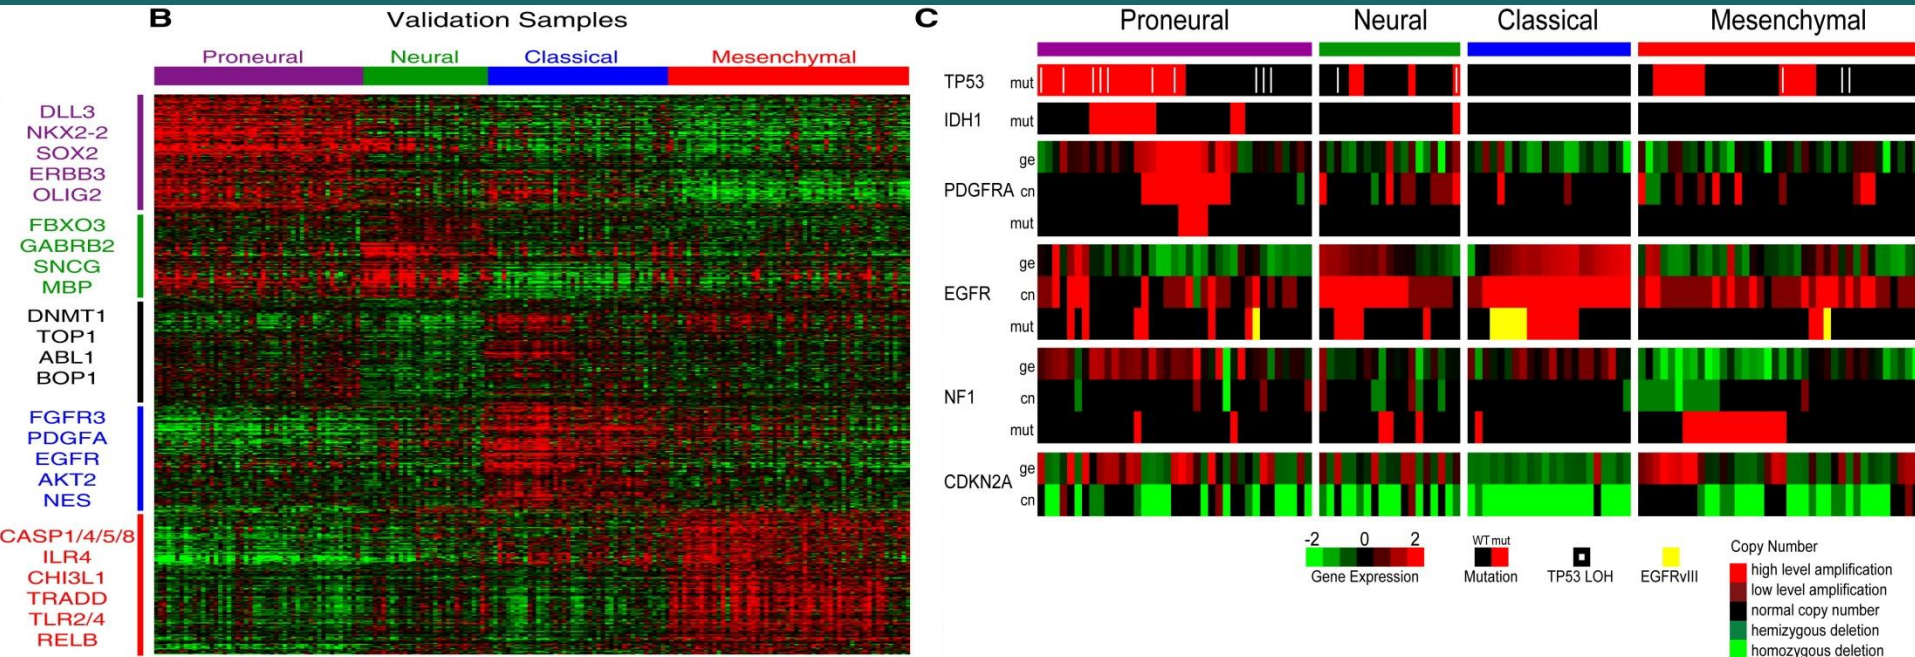 B
Validation Samples
Proneural
Neural
Classical
Mesenchymal
DLL3
NKX2-2
SOX2
ERBB3
OLIG2
FBXO3
GABRB2
SNCG
MBP
DNMT1
TOP1
ABL1
BOP1
FGFR3
PDGFA
EGFR
AKT2
NES
CASP1/4/5/8
ILR4
CHI3L1
TRADD
TLR2/4
RELB
C
Proneural
Neural
Classical
Mesenchymal
TP53 mut
IDH1 mut
ge
PDGFRA cn
mut
ge
EGFR cn
mut
ge
NF1 cn
mut
ge
CDKN2A
cn
-2 0 2
Gene Expression
WT mut
Mutation
TP53 LOH
EGFRvIII
Copy Number
high level amplification
low level amplification
normal copy number
hemizygous deletion
homozygous deletion